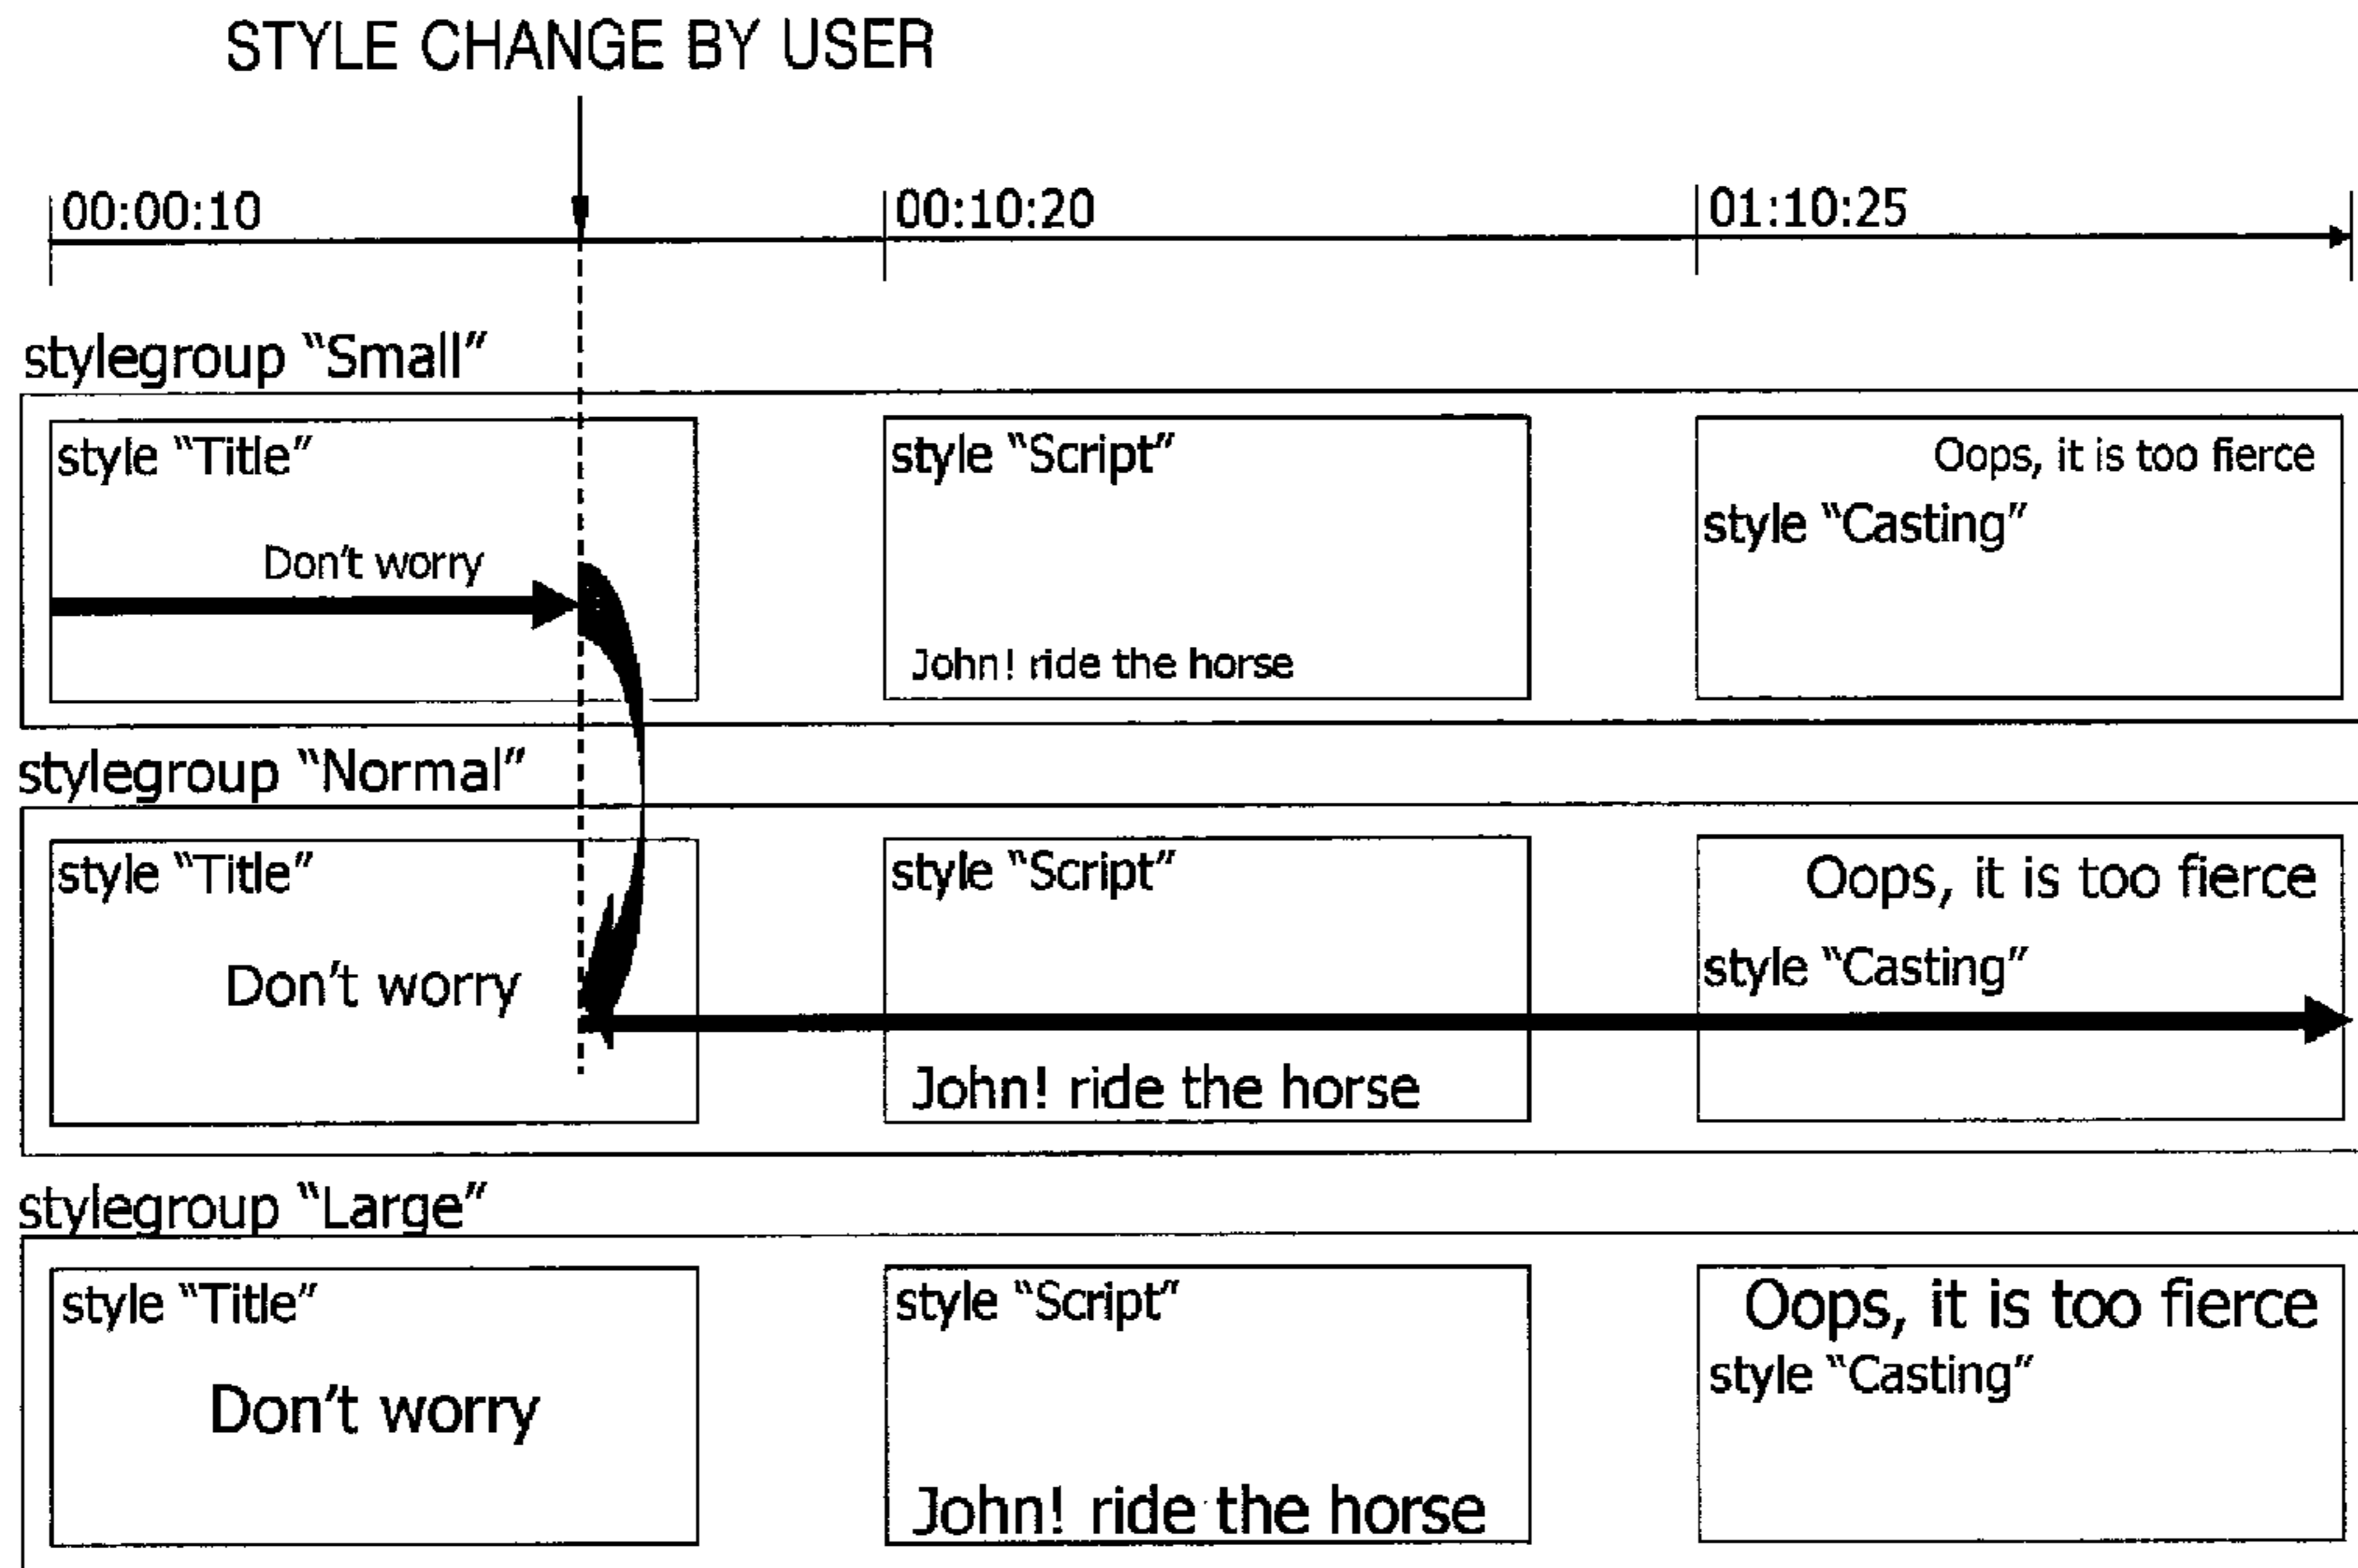 STYLE CHANGE BY USER
00:00:10 00:10:20 01:10:25
stylegroup “Small”
style “Title”
Don't worry
style “Script”
John! ride the horse
Oops, it is too fierce
style “Casting”
stylegroup “Normal”
style “Title”
Don't worry
style “Script”
John! ride the horse
Oops, it is too fierce
style “Casting”
stylegroup “Large”
style “Title”
Don't worry
style “Script”
John! ride the horse
Oops, it is too fierce
style “Casting”